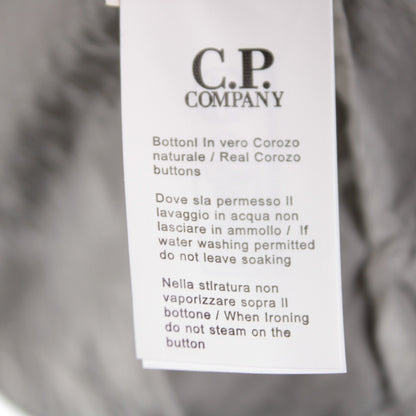 C.P.
COMPANY
Bottoni In vero Corozo
naturale / Real Corozo
buttons
Dove sla permesso Il
lavaggio in acqua non
lasciare in ammollo / If
water washing permitted
do not leave soaking
Nella stlratura non
vaporizzare sopra Il
bottone / When Ironing
do not steam on the
button